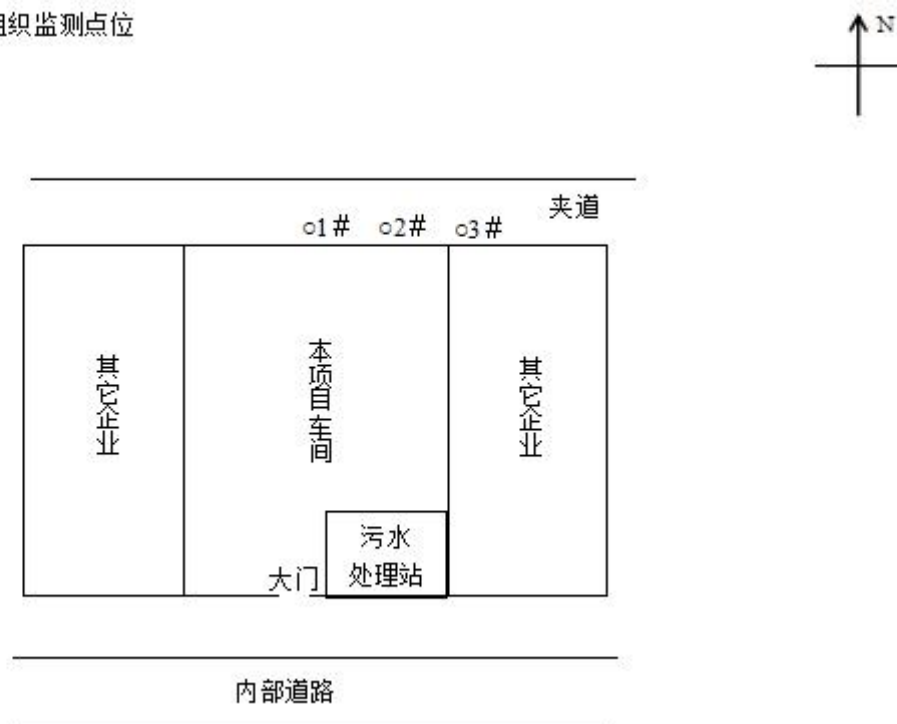 组织监测点位
N
夹道
○1# ○2# ○3#
其它企业
本项目车间
其它企业
污水
处理站
大门
内部道路